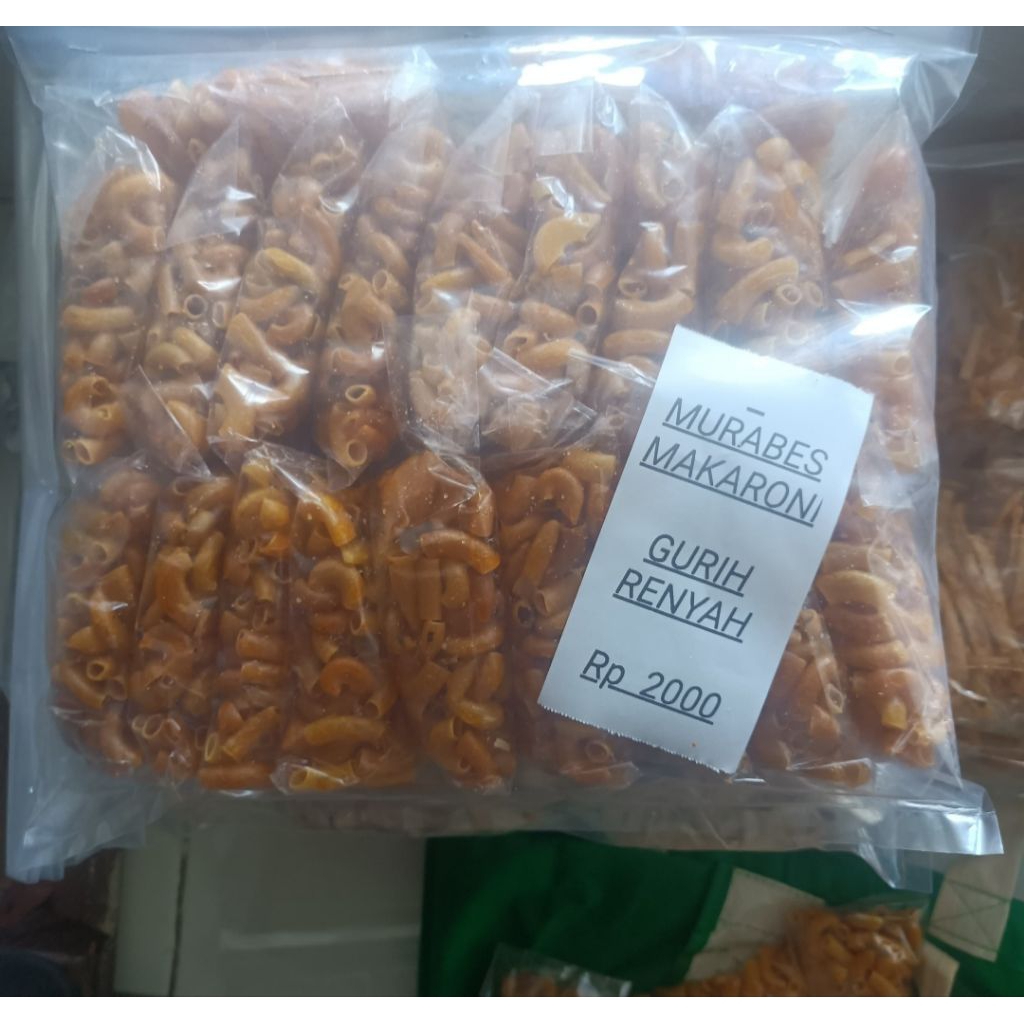 MURABES
MAKARONI
GURIH
RENYAH
Rp 2000